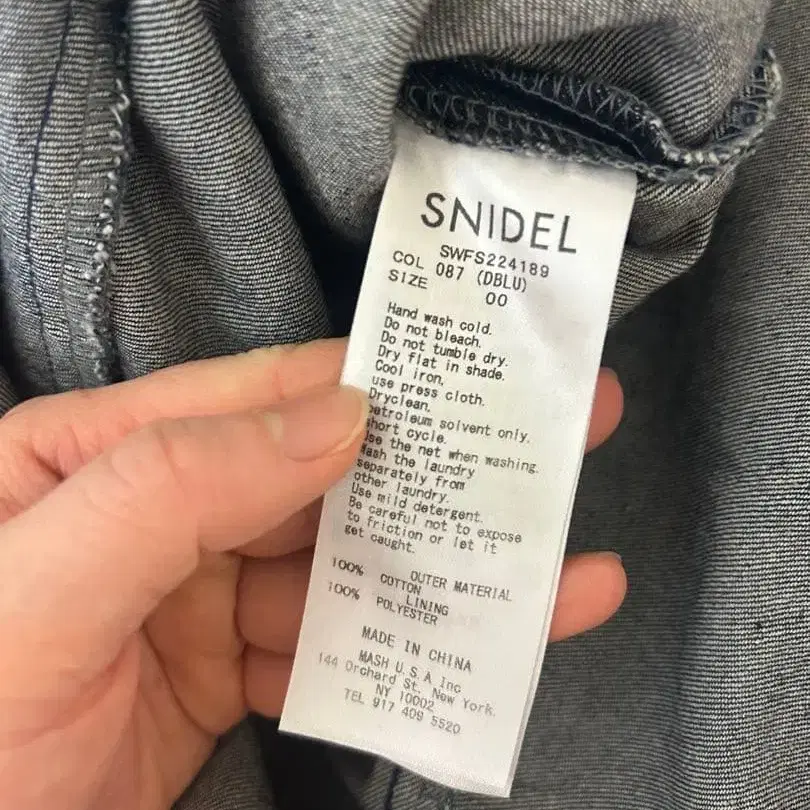 SNIDEL
SWFS224189
COL 087 (DBLU)
SIZE 00
Hand wash cold.
Do not bleach.
Do not tumble dry.
Dry flat in shade.
Cool iron,
use press cloth.
Dryclean,
petroleum solvent only.
short cycle.
Use the net when washing.
Wash the laundry
separately from
other laundry.
Use mild detergent.
Be careful not to expose
to friction or let it
get caught.
OUTER MATERIAL
100% COTTON
LINING
100% POLYESTER
MADE IN CHINA
MASH U.S.A Inc
144 Orchard St. New York.
NY 10002
TEL 917 409 5520